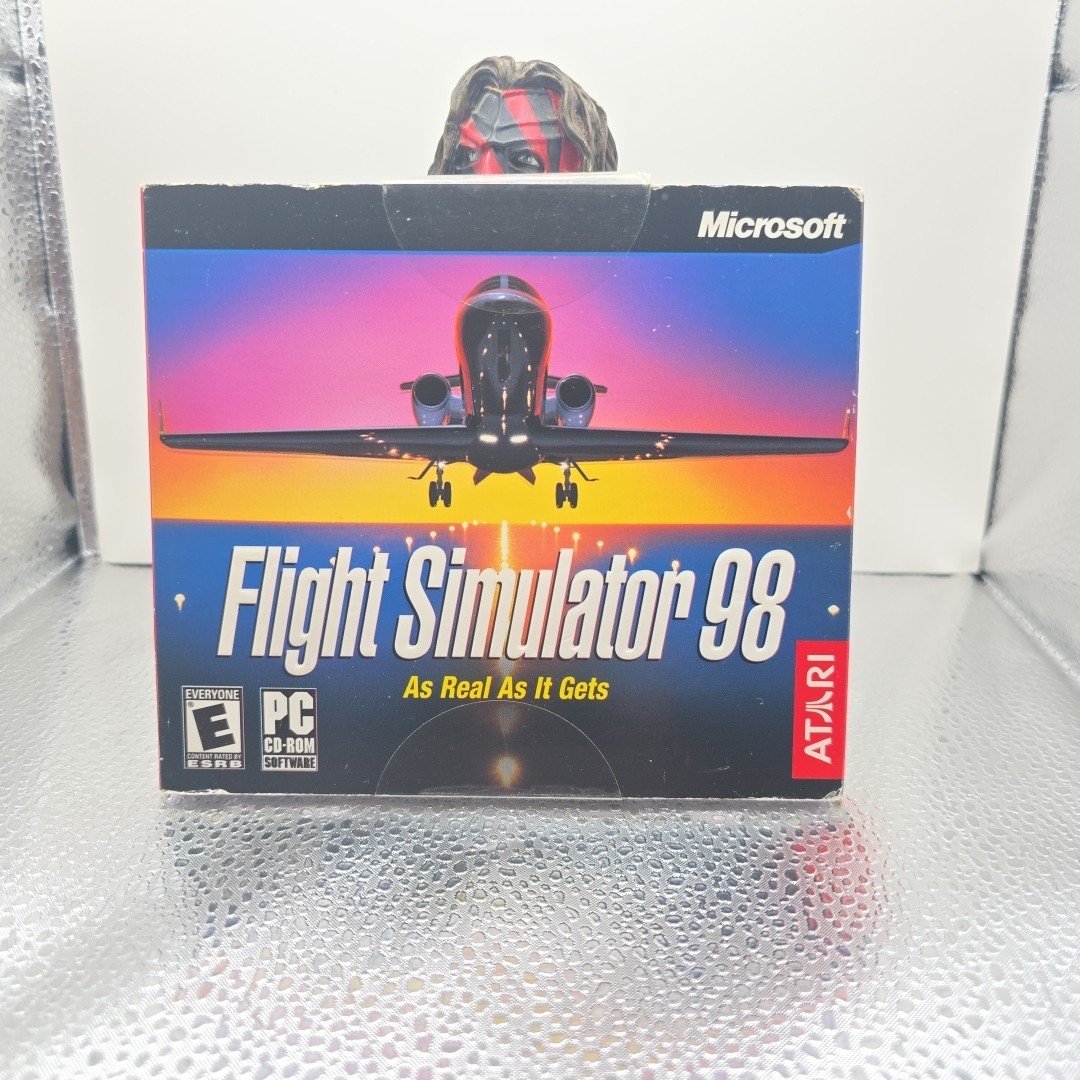 Microsoft
Flight Simulator 98
As Real As It Gets
EVERYONE
E
CONTENT RATED BY
ESRB
PC
CD-ROM
SOFTWARE
ATARI